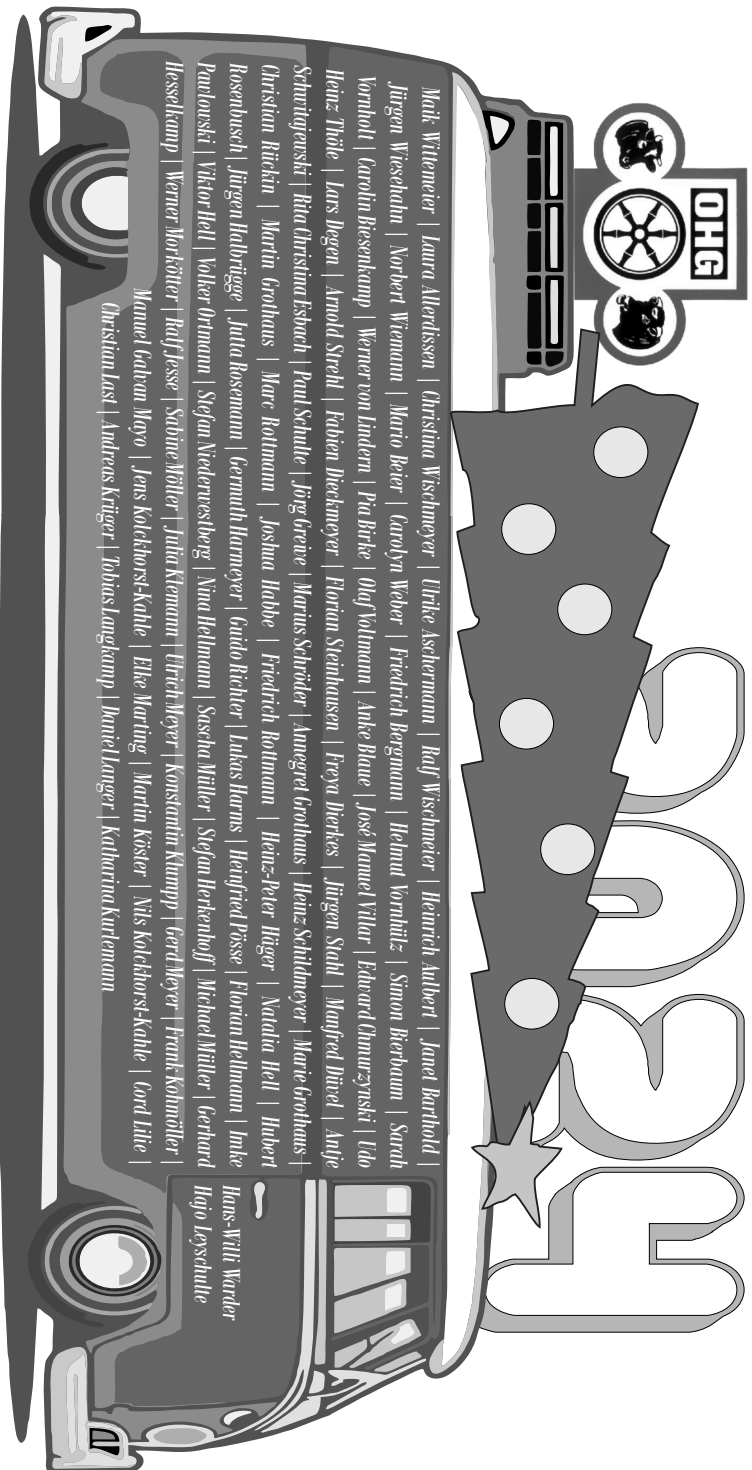 OHG
2024
Maik Wittemeier | Laura Allerdissen | Christina Wischmeyer | Ulrike Aschermann | Ralf Wischmeier | Heinrich Aulbert | Janet Barthold |
Jürgen Wiesehahn | Norbert Wiemann | Mario Beier | Carolyn Weber | Friedrich Bergmann | Helmut Vornhülz | Simon Bierbaum | Sarah
Vornholt | Carolin Biesenkamp | Werner von Lindern | Pia Birke | Olaf Voltmann | Anke Blaue | José Manuel Villar | Edward Chmurzynski | Udo
Heinz Thöle | Lars Degen | Arnold Strehl | Fabien Dieckmeyer | Florian Steinhausen | Freya Dierkes | Jürgen Stahl | Manfred Düvel | Antje
Schwitajewski | Rita Christina Esbach | Paul Schulte | Jörg Greive | Marius Schröder | Annegret Grothaus | Heinz Schildmeyer | Marie Grothaus |
Christian Rückin | Martin Grothaus | Marc Rottmann | Joshua Habbe | Friedrich Rottmann | Heinz-Peter Häger | Natalia Hell | Hubert
Rosenbusch | Jürgen Halbrügge | Jutta Rosemann | Germuth Harmeyer | Guido Richter | Lukas Harms | Heinfried Pösse | Florian Hellmann | Imke
Pavlovski | Viktor Hell | Volker Ortmann | Stefan Niederwestberg | Nina Hellmann | Sascha Müller | Stefan Herkenhoff | Michael Müller | Gerhard
Hesselkamp | Werner Morkötter | Ralf Jesse | Sabine Möller | Julia Klemann | Ulrich Meyer | Konstantin Klumpp | Gerd Meyer | Frank Kohmöller |
Manuel Galvan Mayo | Jens Kolckhorst-Kahle | Elke Marting | Martin Köster | Nils Kolckhorst-Kahle | Cord Lilie |
Christian Last | Andreas Krüger | Tobias Langkamp | Daniel Langer | Katharina Kurlemann
Hans-Willi Warder
Hajo Leyschulte